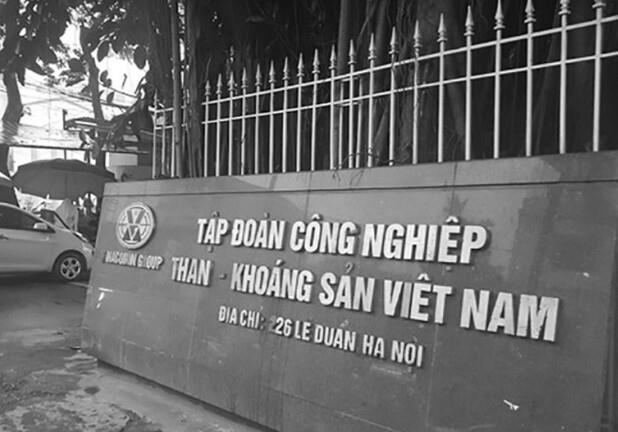 TẬP ĐOÀN CÔNG NGHIỆP
THAN - KHOÁNG SẢN VIỆT NAM
VINACOMIN GROUP
ĐỊA CHỈ: 226 LÊ DUẨN HÀ NỘI